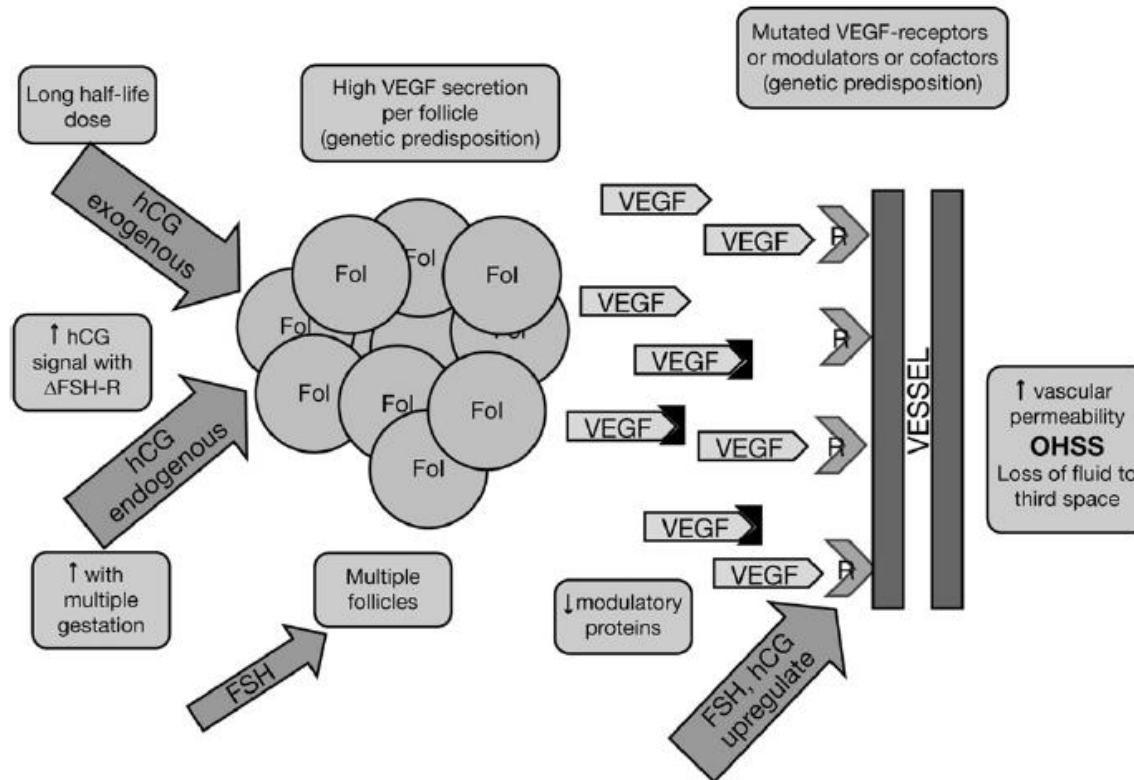 Mutated VEGF-receptors
or modulators or cofactors
(genetic predisposition)
Long half-life
dose
High VEGF secretion
per follicle
(genetic predisposition)
hCG
exogenous
↑ hCG
signal with
ΔFSH-R
hCG
endogenous
↑ with
multiple
gestation
FSH
Multiple
follicles
Fol
Fol
Fol
Fol
Fol
Fol
Fol
Fol
Fol
VEGF
VEGF
VEGF
VEGF
VEGF
VEGF
VEGF
VEGF
R
R
R
R
↓ modulatory
proteins
FSH, hCG
upregulate
VESSEL
↑ vascular
permeability
OHSS
Loss of fluid to
third space